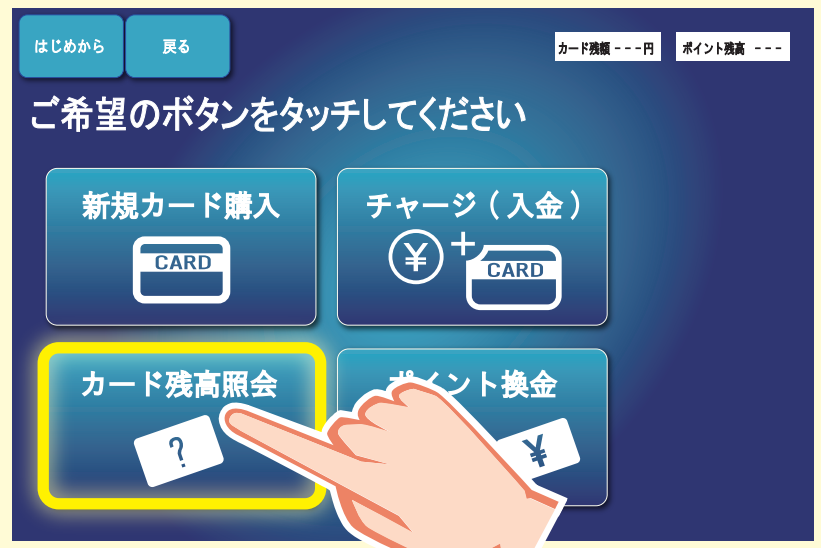 はじめから 戻る カード残額 ---円 ポイント残高 ---
ご希望のボタンをタッチしてください
新規カード購入 チャージ(入金)
CARD ¥+ CARD
カード残高照会 ポイント換金
? ¥